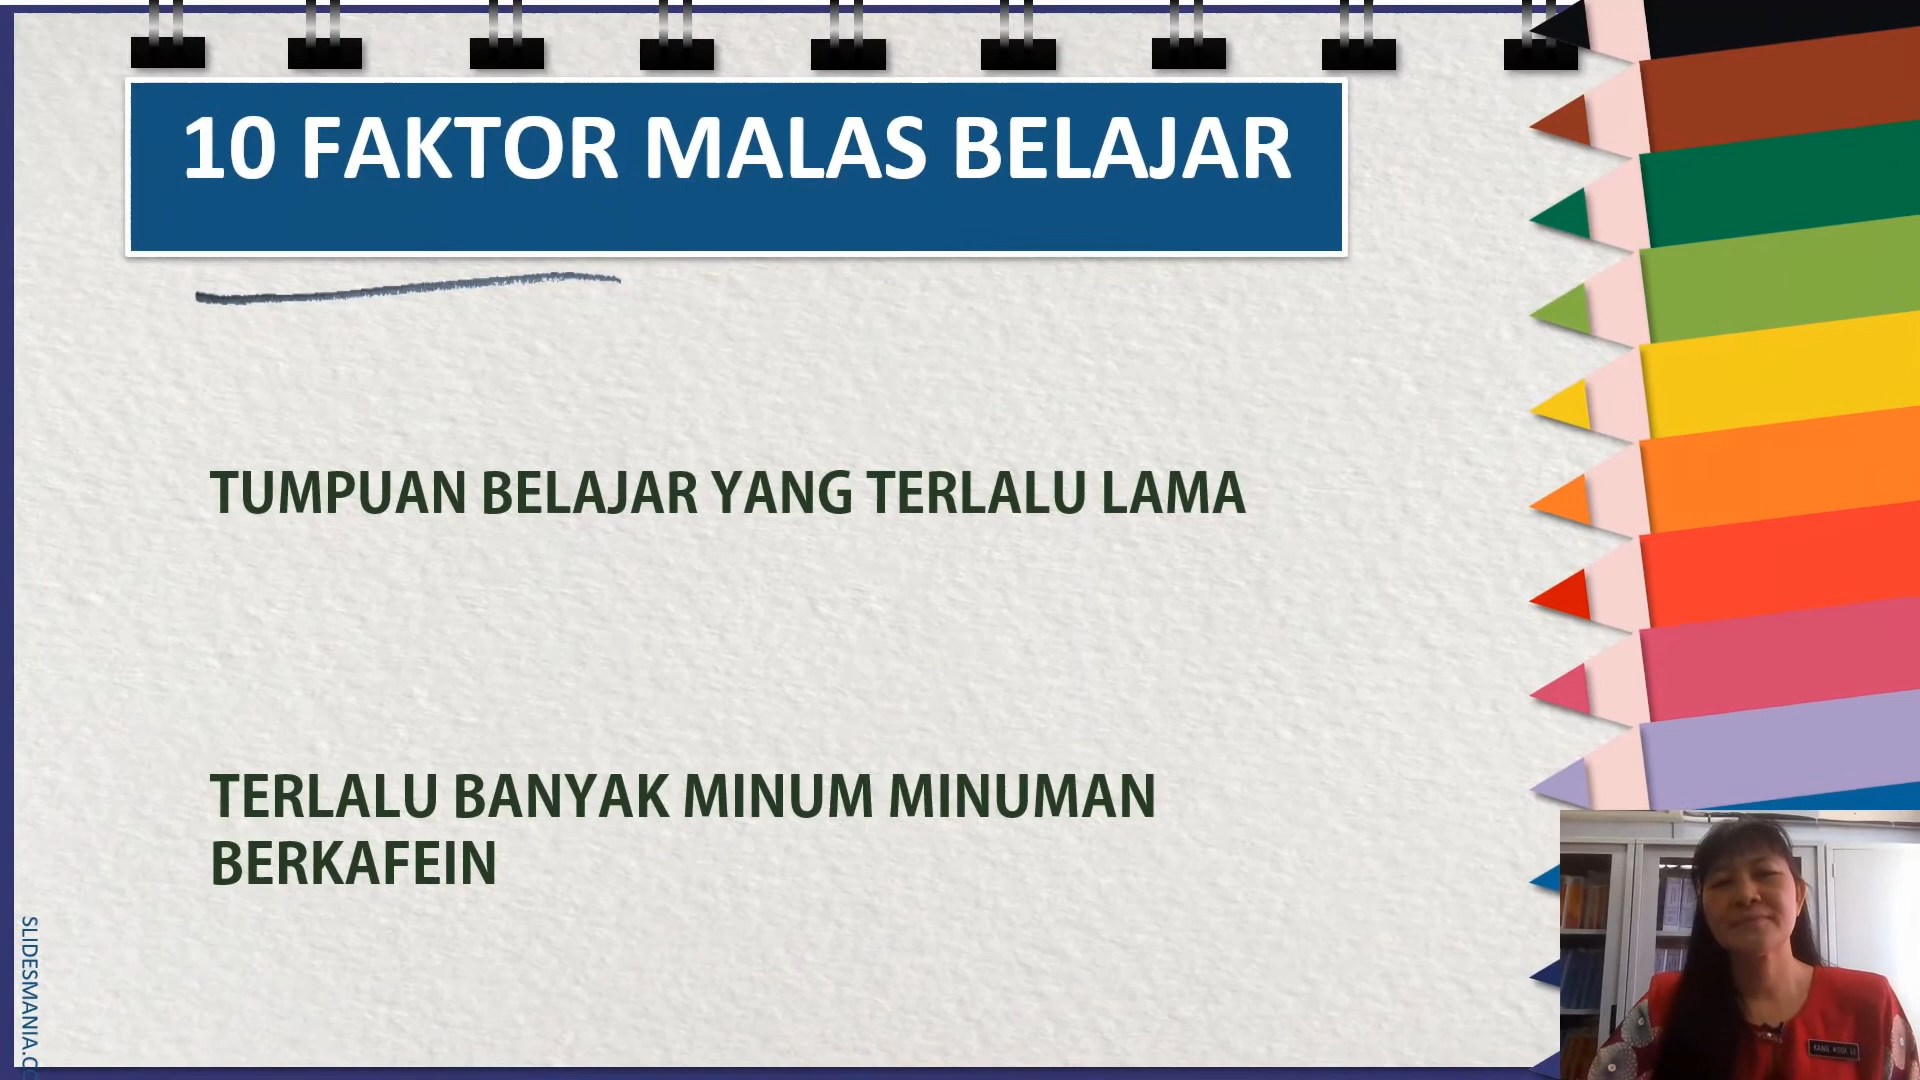 10 FAKTOR MALAS BELAJAR
TUMPUAN BELAJAR YANG TERLALU LAMA
TERLALU BANYAK MINUM MINUMAN
BERKAFEIN
SLIDESMANIA.C